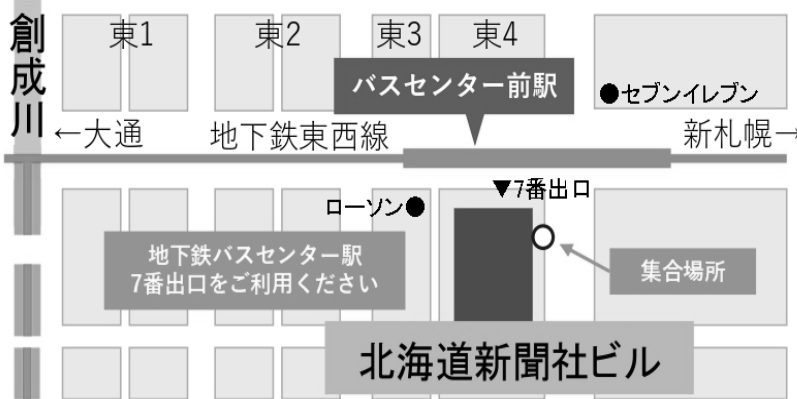 創成川
東1
東2
東3
東4
バスセンター前駅
●セブンイレブン
←大通
地下鉄東西線
新札幌→
▼7番出口
ローソン●
地下鉄バスセンター駅
7番出口をご利用ください
集合場所
北海道新聞社ビル